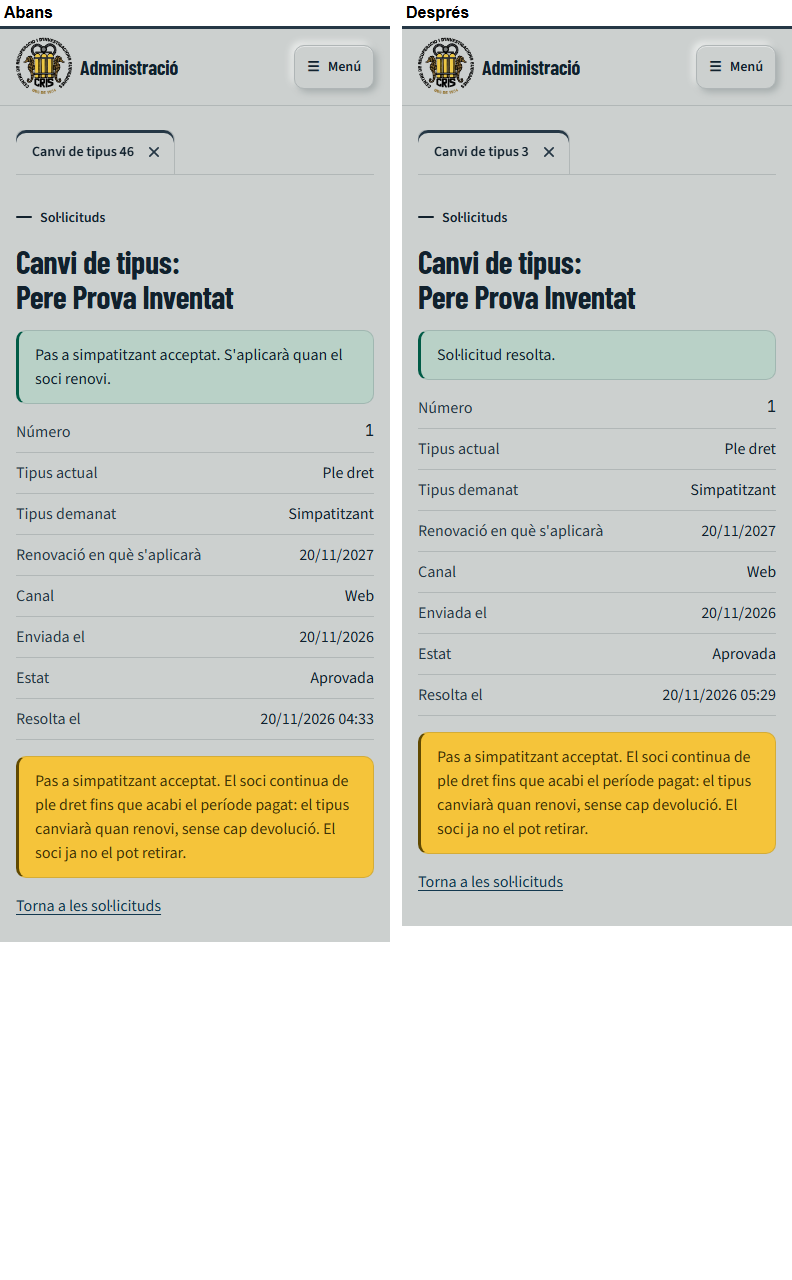 Abans
Administració
☰ Menú
Canvi de tipus 46 ✕
Sol·licituds
Canvi de tipus:
Pere Prova Inventat
Pas a simpatitzant acceptat. S'aplicarà quan el
soci renovi.
Número 1
Tipus actual Ple dret
Tipus demanat Simpatitzant
Renovació en què s'aplicarà 20/11/2027
Canal Web
Enviada el 20/11/2026
Estat Aprovada
Resolta el 20/11/2026 04:33
Pas a simpatitzant acceptat. El soci continua de
ple dret fins que acabi el període pagat: el tipus
canviarà quan renovi, sense cap devolució. El
soci ja no el pot retirar.
Torna a les sol·licituds
Després
Administració
☰ Menú
Canvi de tipus 3 ✕
Sol·licituds
Canvi de tipus:
Pere Prova Inventat
Sol·licitud resolta.
Número 1
Tipus actual Ple dret
Tipus demanat Simpatitzant
Renovació en què s'aplicarà 20/11/2027
Canal Web
Enviada el 20/11/2026
Estat Aprovada
Resolta el 20/11/2026 05:29
Pas a simpatitzant acceptat. El soci continua de
ple dret fins que acabi el període pagat: el tipus
canviarà quan renovi, sense cap devolució. El
soci ja no el pot retirar.
Torna a les sol·licituds